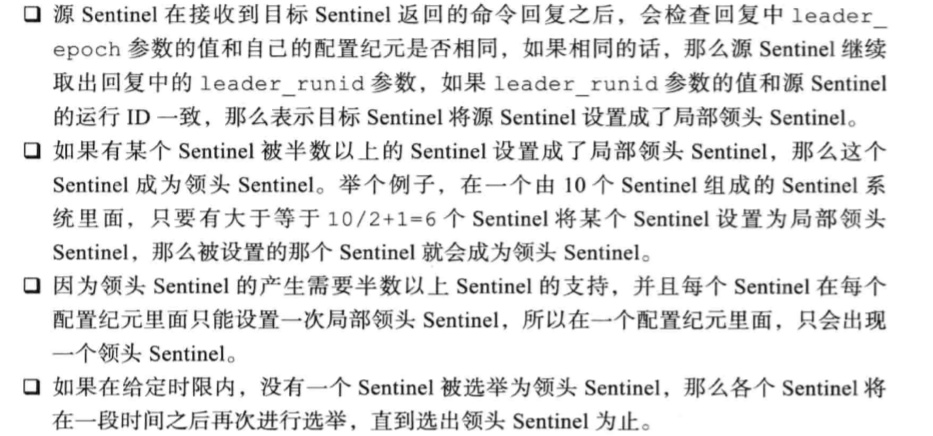 ❑ 源 Sentinel 在接收到目标 Sentinel 返回的命令回复之后，会检查回复中 leader_
epoch 参数的值和自己的配置纪元是否相同，如果相同的话，那么源 Sentinel 继续
取出回复中的 leader_runid 参数，如果 leader_runid 参数的值和源 Sentinel
的运行 ID 一致，那么表示目标 Sentinel 将源 Sentinel 设置成了局部领头 Sentinel。
❑ 如果有某个 Sentinel 被半数以上的 Sentinel 设置成了局部领头 Sentinel，那么这个
Sentinel 成为领头 Sentinel。举个例子，在一个由 10 个 Sentinel 组成的 Sentinel 系
统里面，只要有大于等于 10/2+1=6 个 Sentinel 将某个 Sentinel 设置为局部领头
Sentinel，那么被设置的那个 Sentinel 就会成为领头 Sentinel。
❑ 因为领头 Sentinel 的产生需要半数以上 Sentinel 的支持，并且每个 Sentinel 在每个
配置纪元里面只能设置一次局部领头 Sentinel，所以在一个配置纪元里面，只会出现
一个领头 Sentinel。
❑ 如果在给定时限内，没有一个 Sentinel 被选举为领头 Sentinel，那么各个 Sentinel 将
在一段时间之后再次进行选举，直到选出领头 Sentinel 为止。